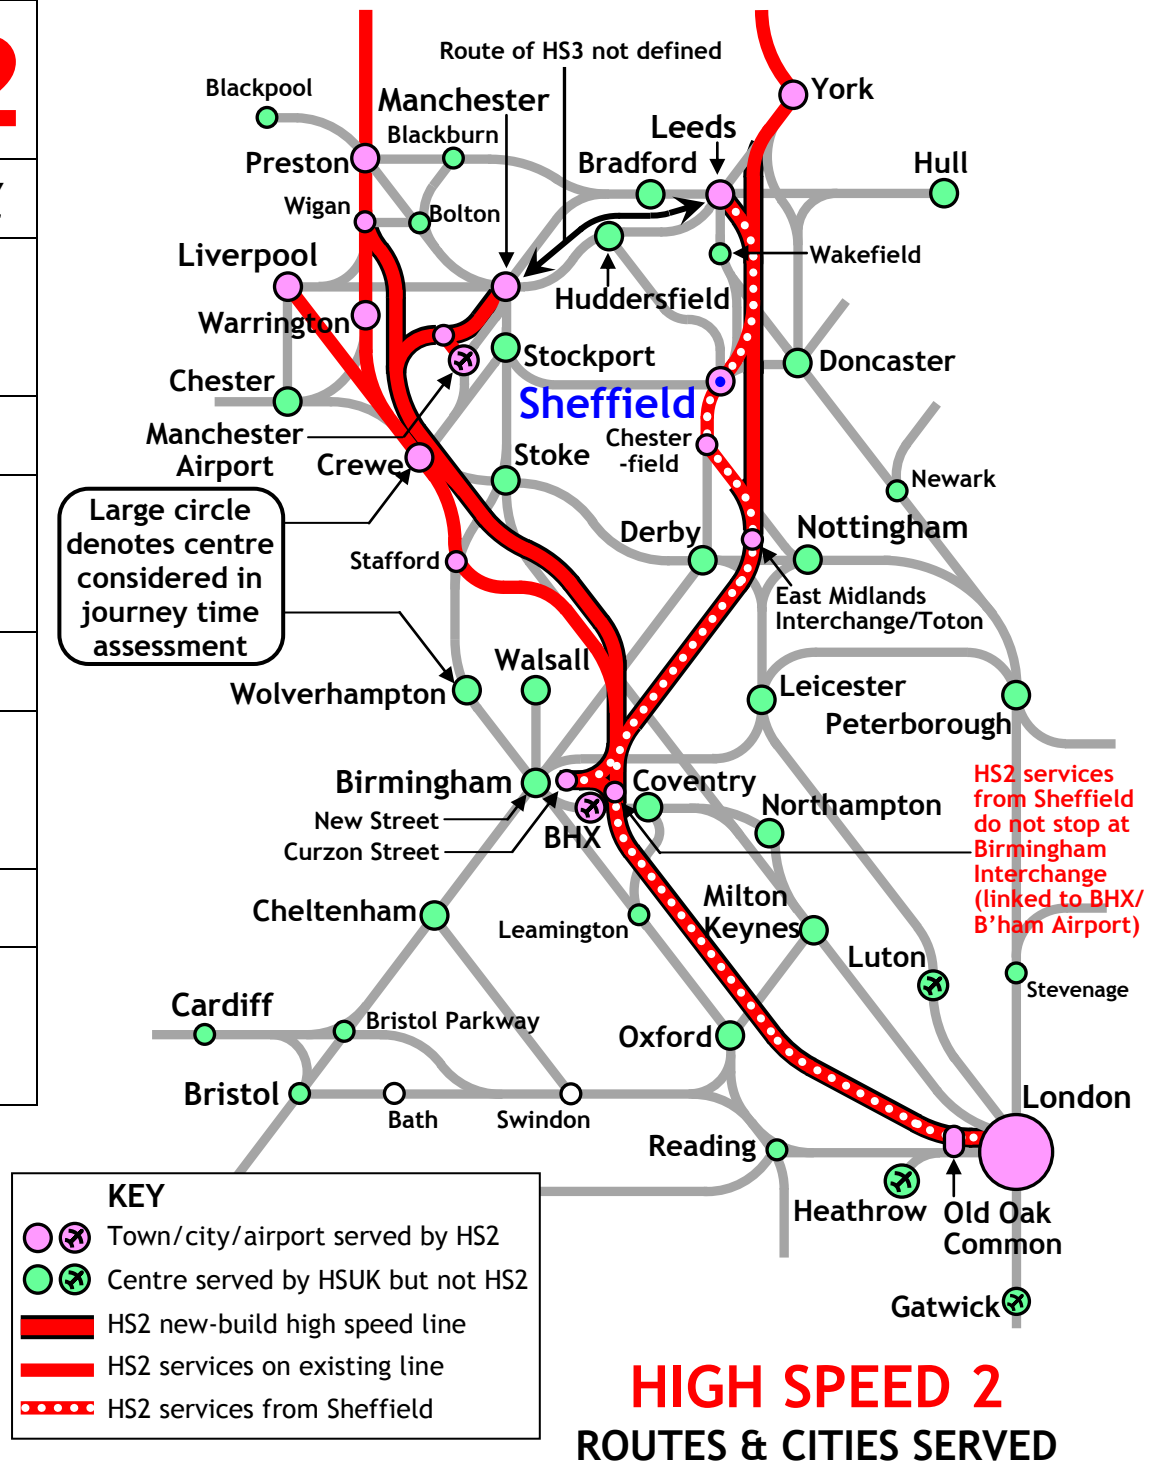 2
Route of HS3 not defined
Blackpool
Manchester
York
Blackburn
Leeds
Preston
Bradford
Hull
Wigan
Bolton
Liverpool
Wakefield
Huddersfield
Warrington
Stockport
Doncaster
Chester
Sheffield
Manchester
Airport
Chester
-field
Crewe
Stoke
Newark
Large circle
denotes centre
considered in
journey time
assessment
Derby
Nottingham
Stafford
East Midlands
Interchange/Toton
Walsall
Wolverhampton
Leicester
Peterborough
Birmingham
Coventry
HS2 services
from Sheffield
do not stop at
Birmingham
Interchange
(linked to BHX/
B’ham Airport)
Northampton
New Street
BHX
Curzon Street
Cheltenham
Milton
Keynes
Leamington
Luton
Stevenage
Cardiff
Bristol Parkway
Oxford
Bristol
Bath
Swindon
London
Reading
Heathrow
Old Oak
Common
Gatwick
KEY
Town/city/airport served by HS2
Centre served by HSUK but not HS2
HS2 new-build high speed line
HS2 services on existing line
HS2 services from Sheffield
HIGH SPEED 2
ROUTES & CITIES SERVED